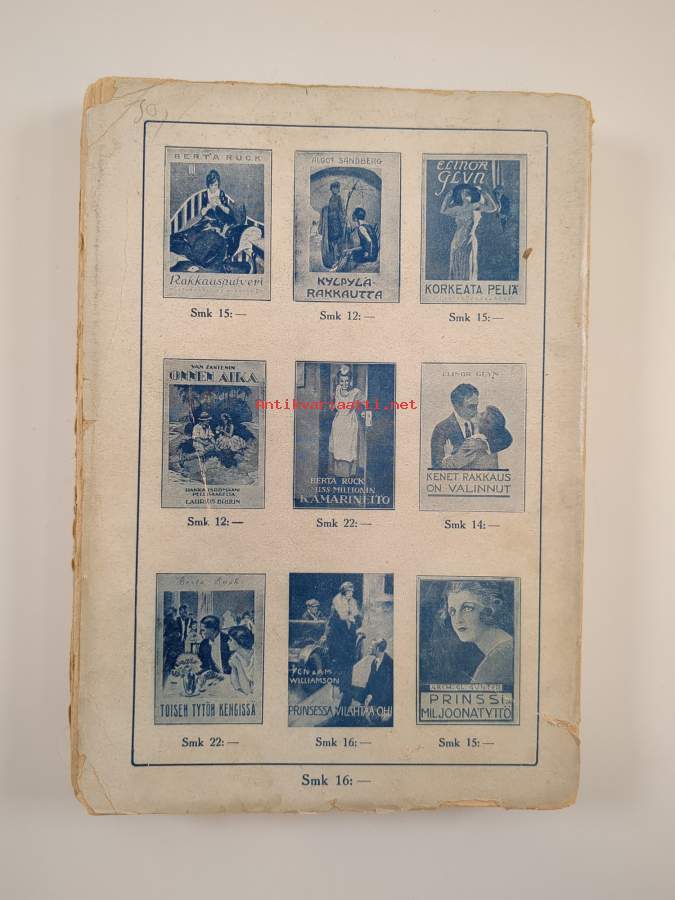 BERTA RUCK
Rakkauspulveri
Smk 15:—
ALGOT SANDBERG
KYLPYLÄ-
RAKKAUTTA
Smk 12:—
ELINOR
GLYN
KORKEATA PELIÄ
Smk 15:—
VAN ZANTENIN
ONNEN AIKA
LAURIDS BRUUN
Smk 12:—
Antikvariaatti.net
BERTA RUCK
MISS MILLIONIN
KAMARINEITO
Smk 22:—
ELINOR GLYN
KENET RAKKAUS
ON VALINNUT
Smk 14:—
Berta Ruck
TOISEN TYTÖN KENGISSÄ
Smk 22:—
C.N. & A.M.
WILLIAMSON
PRINSESSA VILAHTAA OHI
Smk 16:—
PRINSSI
MILJOONATYTTÖ
Smk 15:—
Smk 16:—